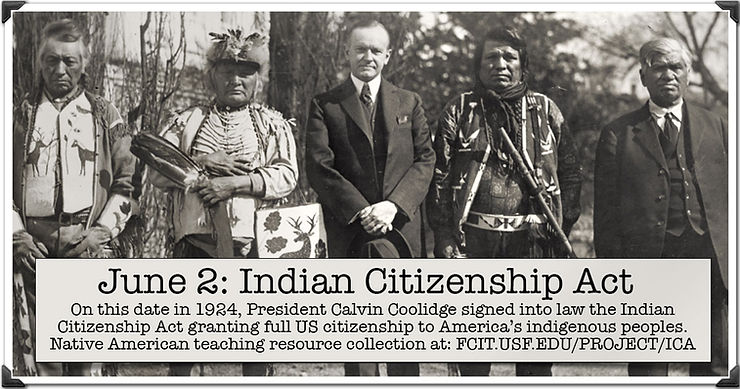 June 2: Indian Citizenship Act
On this date in 1924, President Calvin Coolidge signed into law the Indian
Citizenship Act granting full US citizenship to America's indigenous peoples.
Native American teaching resource collection at: FCIT.USF.EDU/PROJECT/ICA